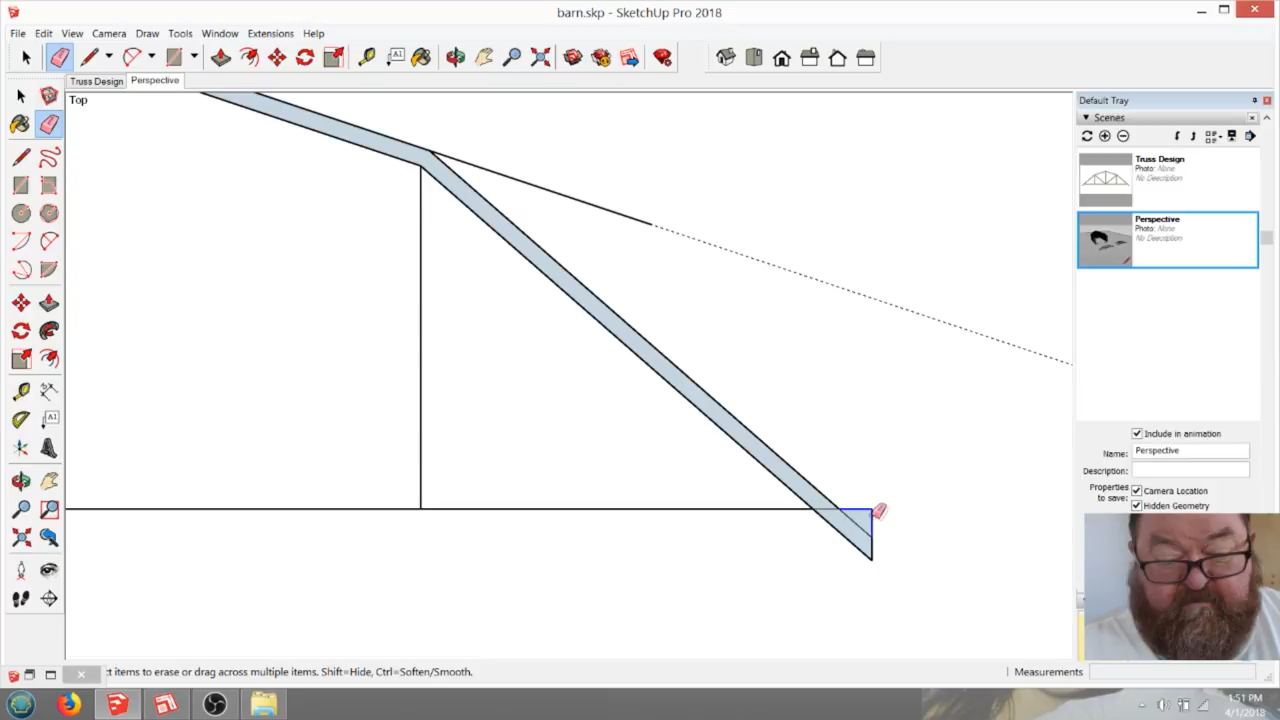 barn.skp - SketchUp Pro 2018
File Edit View Camera Draw Tools Window Extensions Help
A1
Truss Design Perspective
Top
Default Tray
Scenes
Truss Design
Photo: None
No Description
Perspective
Photo: None
No Description
A1
Include in animation
Name: Perspective
Description:
Properties to save:
Camera Location
Hidden Geometry
t items to erase or drag across multiple items. Shift=Hide, Ctrl=Soften/Smooth.
Measurements
1:51 PM
4/1/2018